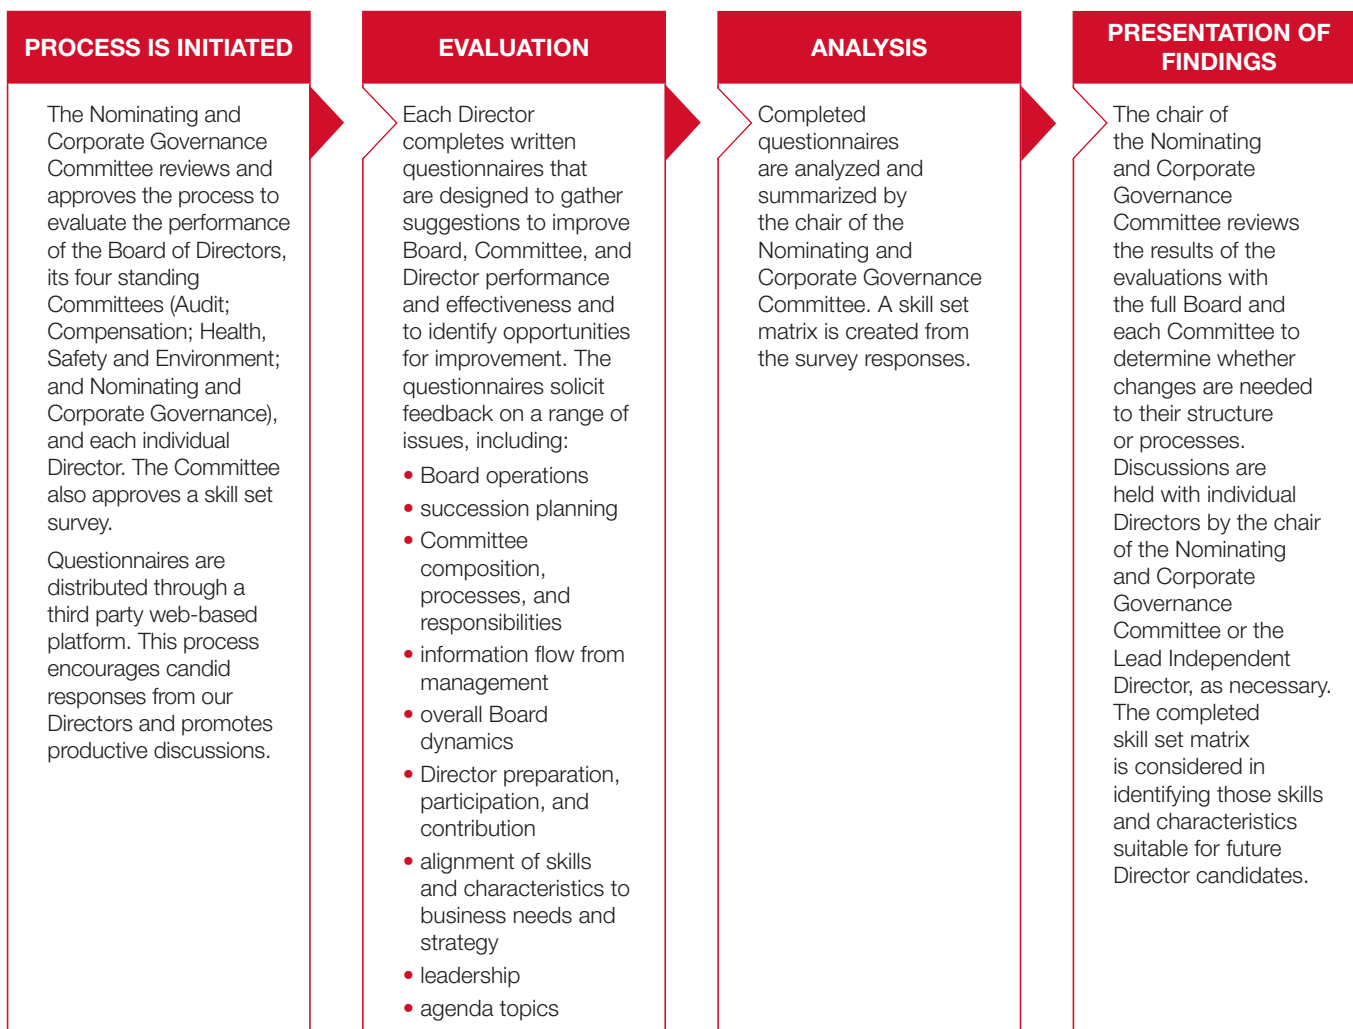 PROCESS IS INITIATED
The Nominating and
Corporate Governance
Committee reviews and
approves the process to
evaluate the performance
of the Board of Directors,
its four standing
Committees (Audit;
Compensation; Health,
Safety and Environment;
and Nominating and
Corporate Governance),
and each individual
Director. The Committee
also approves a skill set
survey.
Questionnaires are
distributed through a
third party web-based
platform. This process
encourages candid
responses from our
Directors and promotes
productive discussions.
EVALUATION
Each Director
completes written
questionnaires that
are designed to gather
suggestions to improve
Board, Committee, and
Director performance
and effectiveness and
to identify opportunities
for improvement. The
questionnaires solicit
feedback on a range of
issues, including:
• Board operations
• succession planning
• Committee
composition,
processes, and
responsibilities
• information flow from
management
• overall Board
dynamics
• Director preparation,
participation, and
contribution
• alignment of skills
and characteristics to
business needs and
strategy
• leadership
• agenda topics
ANALYSIS
Completed
questionnaires
are analyzed and
summarized by
the chair of the
Nominating and
Corporate Governance
Committee. A skill set
matrix is created from
the survey responses.
PRESENTATION OF
FINDINGS
The chair of
the Nominating
and Corporate
Governance
Committee reviews
the results of the
evaluations with
the full Board and
each Committee to
determine whether
changes are needed
to their structure
or processes.
Discussions are
held with individual
Directors by the chair
of the Nominating
and Corporate
Governance
Committee or the
Lead Independent
Director, as necessary.
The completed
skill set matrix
is considered in
identifying those skills
and characteristics
suitable for future
Director candidates.